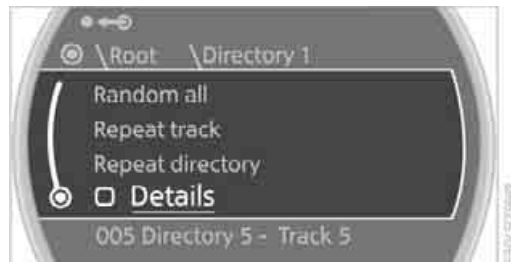 \Root \Directory 1
Random all
Repeat track
Repeat directory
Details
005 Directory 5 - Track 5